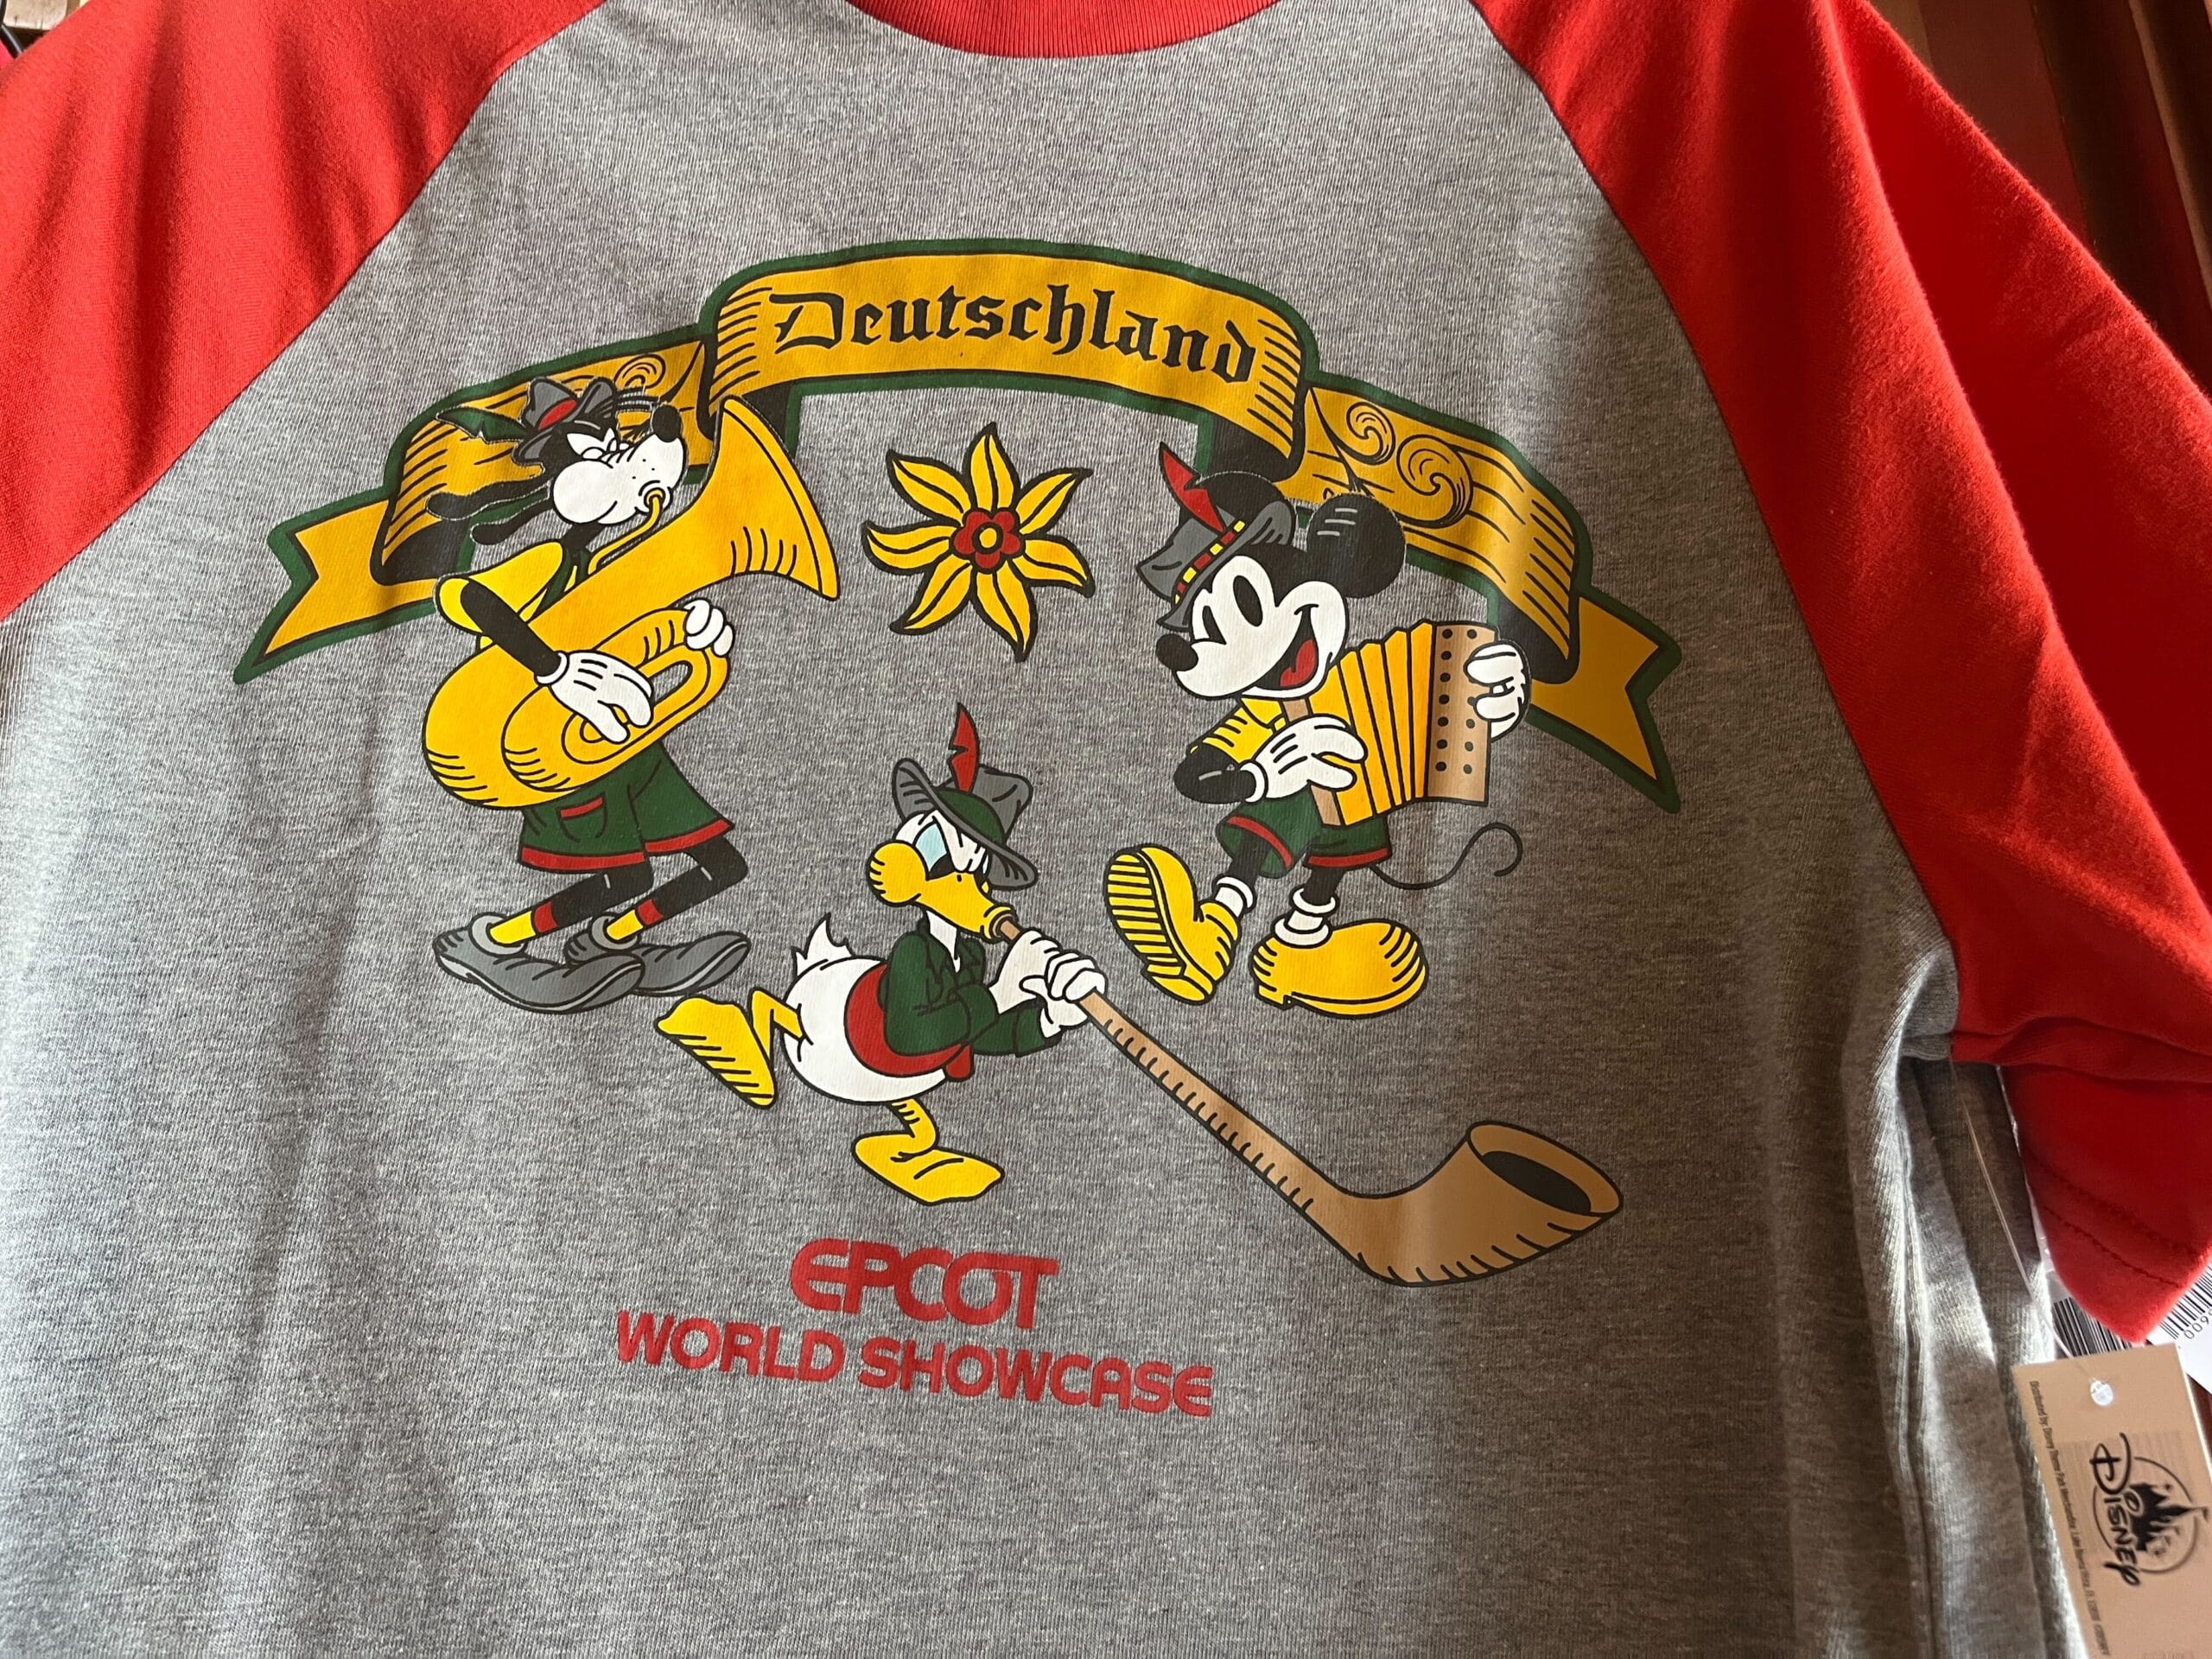 Deutschland
EPCOT
WORLD SHOWCASE
Disney